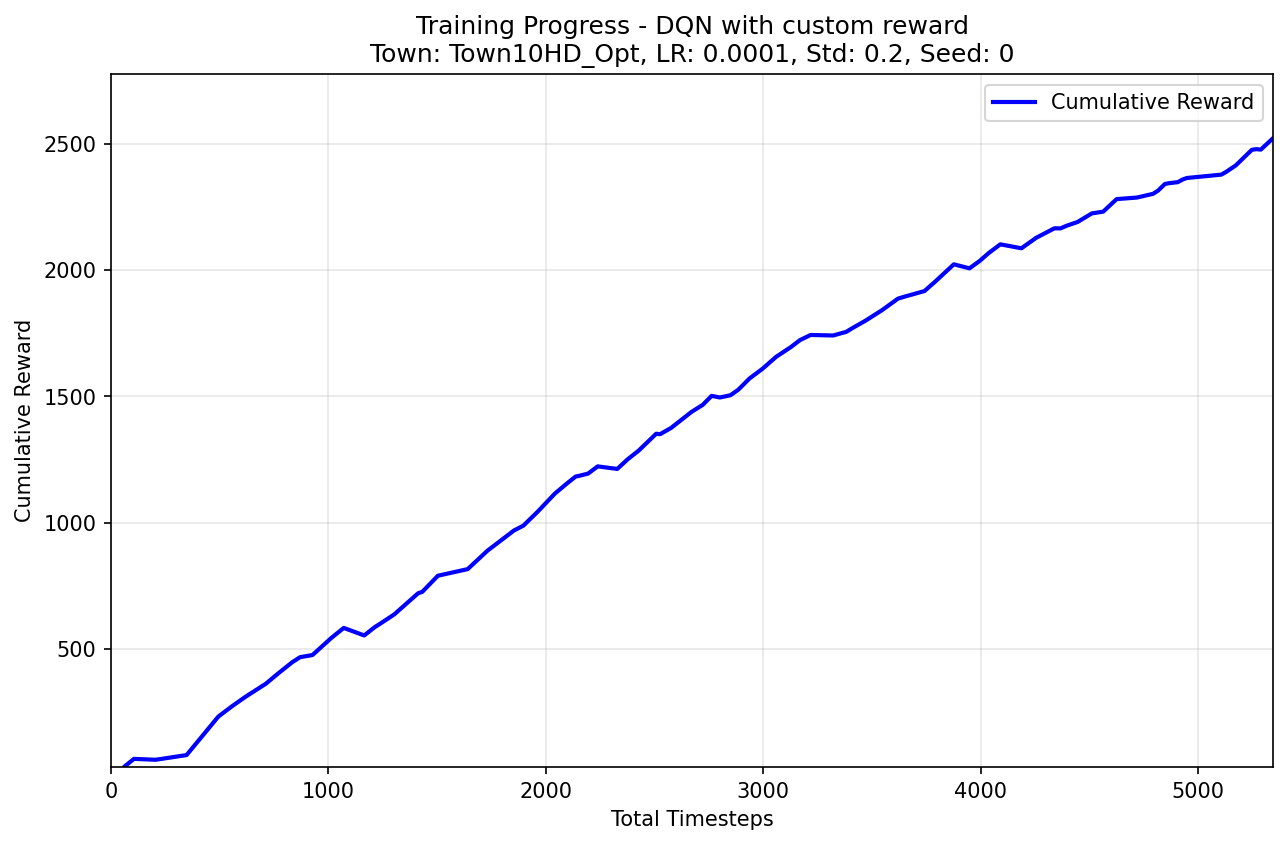 Training Progress - DQN with custom reward
Town: Town10HD_Opt, LR: 0.0001, Std: 0.2, Seed: 0
Cumulative Reward
2500
2000
1500
1000
500
Cumulative Reward
0
1000
2000
3000
4000
5000
Total Timesteps